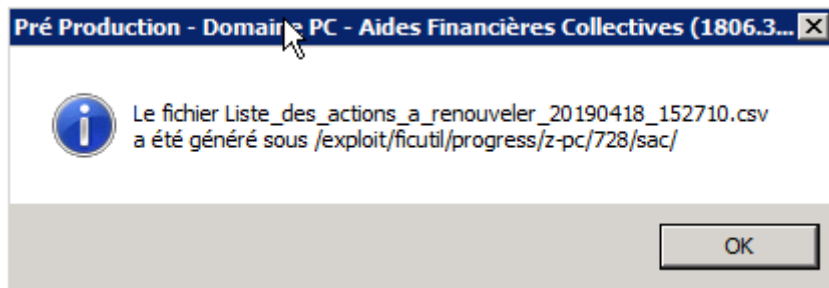 Pré Production - Domaine PC - Aides Financières Collectives (1806.3...
Le fichier Liste_des_actions_a_renouveler_20190418_152710.csv
a été généré sous /exploit/ficutil/progress/z-pc/728/sac/
OK